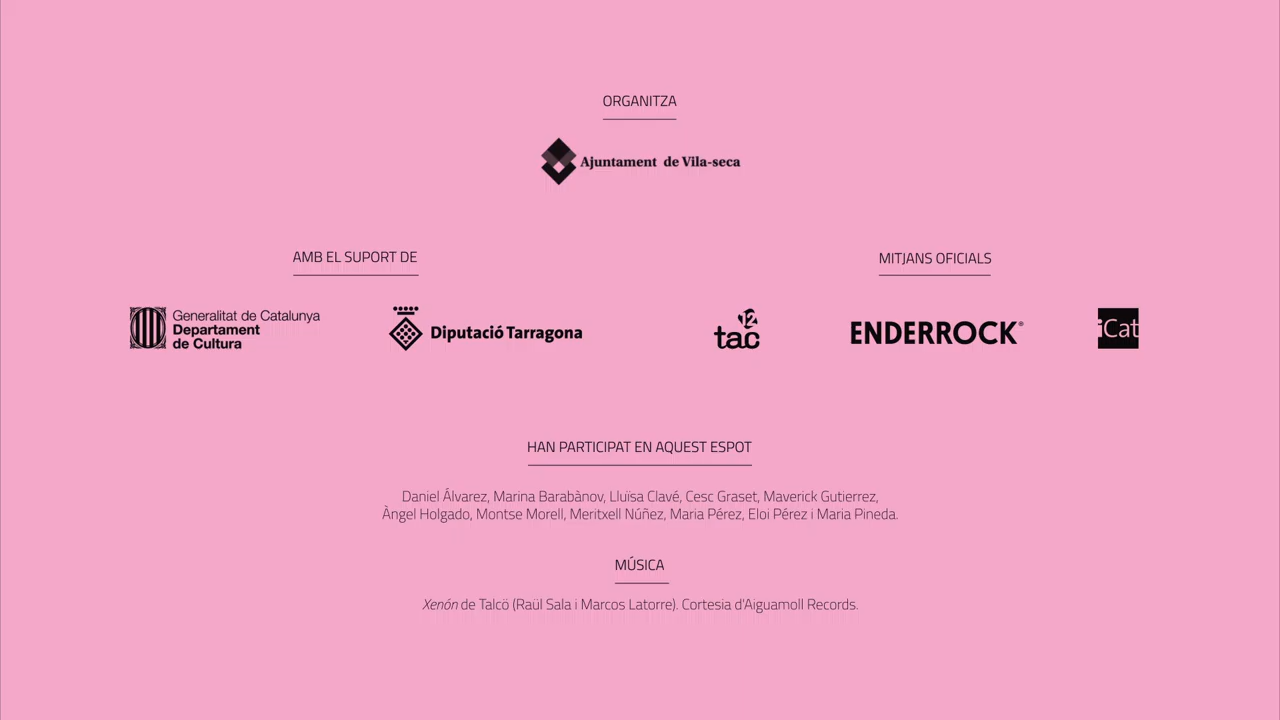 ORGANITZA
Ajuntament de Vila-seca
AMB EL SUPORT DE
Generalitat de Catalunya
Departament
de Cultura
Diputació Tarragona
MITJANS OFICIALS
tac12
ENDERROCK®
iCat
HAN PARTICIPAT EN AQUEST ESPOT
Daniel Álvarez, Marina Barabànov, Lluïsa Clavé, Cesc Graset, Maverick Gutierrez,
Àngel Holgado, Montse Morell, Meritxell Núñez, Maria Pérez, Eloi Pérez i Maria Pineda.
MÚSICA
Xenón de Talcö (Raül Sala i Marcos Latorre). Cortesia d'Aiguamoll Records.